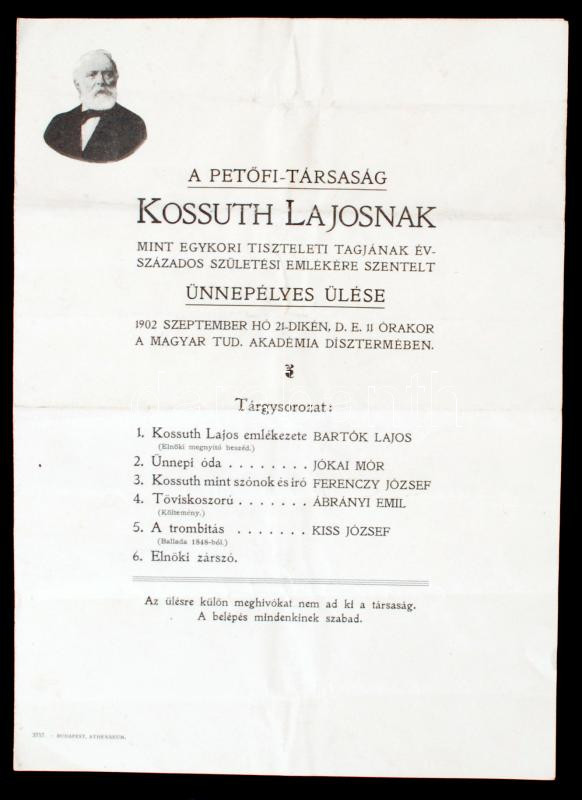 A PETŐFI-TÁRSASÁG
KOSSUTH LAJOSNAK
MINT EGYKORI TISZTELETI TAGJÁNAK ÉV-
SZÁZADOS SZÜLETÉSI EMLÉKÉRE SZENTELT
ÜNNEPÉLYES ÜLÉSE
1902 SZEPTEMBER HÓ 21-DIKÉN, D. E. 11 ÓRAKOR
A MAGYAR TUD. AKADÉMIA DÍSZTERMÉBEN.
Tárgysorozat:
1. Kossuth Lajos emlékezete BARTÓK LAJOS
(Elnöki megnyitó beszéd.)
2. Ünnepi óda . . . . . . . . JÓKAI MÓR
3. Kossuth mint szónok és író FERENCZY JÓZSEF
4. Töviskoszorú . . . . . . . ÁBRÁNYI EMIL
(Költemény.)
5. A trombitás . . . . . . . KISS JÓZSEF
(Ballada 1848-ból.)
6. Elnöki zárszó.
Az ülésre külön meghívókat nem ad ki a társaság.
A belépés mindenkinek szabad.
BUDAPEST, ATHENAEUM.